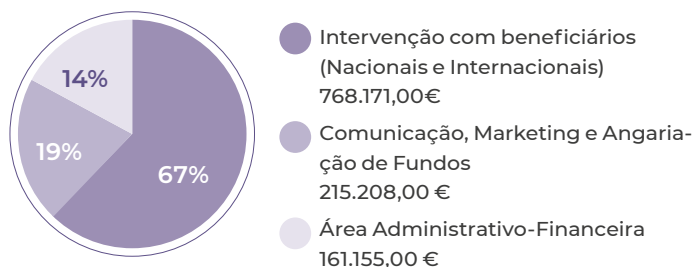 14%
19%
67%
Intervenção com beneficiários
(Nacionais e Internacionais)
768.171,00€
Comunicação, Marketing e Angaria-
ção de Fundos
215.208,00 €
Área Administrativo-Financeira
161.155,00 €